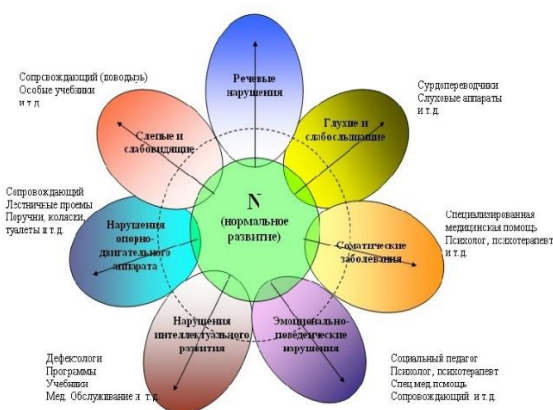 Речевые
нарушения
Сопровождающий (поводырь)
Особые учебники
и т.д
Слепые и
слабовидящие
Глухие и
слабослышащие
Сурдопереводчики
Слуховые аппараты
и т.д.
N
(нормальное
развитие)
Сопровождающий
Лестничные проемы
Поручни, коляски,
туалеты и т.д.
Нарушения
опорно-
двигательного
аппарата
Соматические
заболевания
Специализированная
медицинская помощь
Психолог, психотерапевт
и т.д.
Нарушения
интеллектуального
развития
Эмоционально-
поведенческие
нарушения
Дефектологи
Программы
Учебники
Мед. Обслуживание и т.д.
Социальный педагог
Психолог, психотерапевт
Спец мед.помощь
Сопровождающий и т.д.